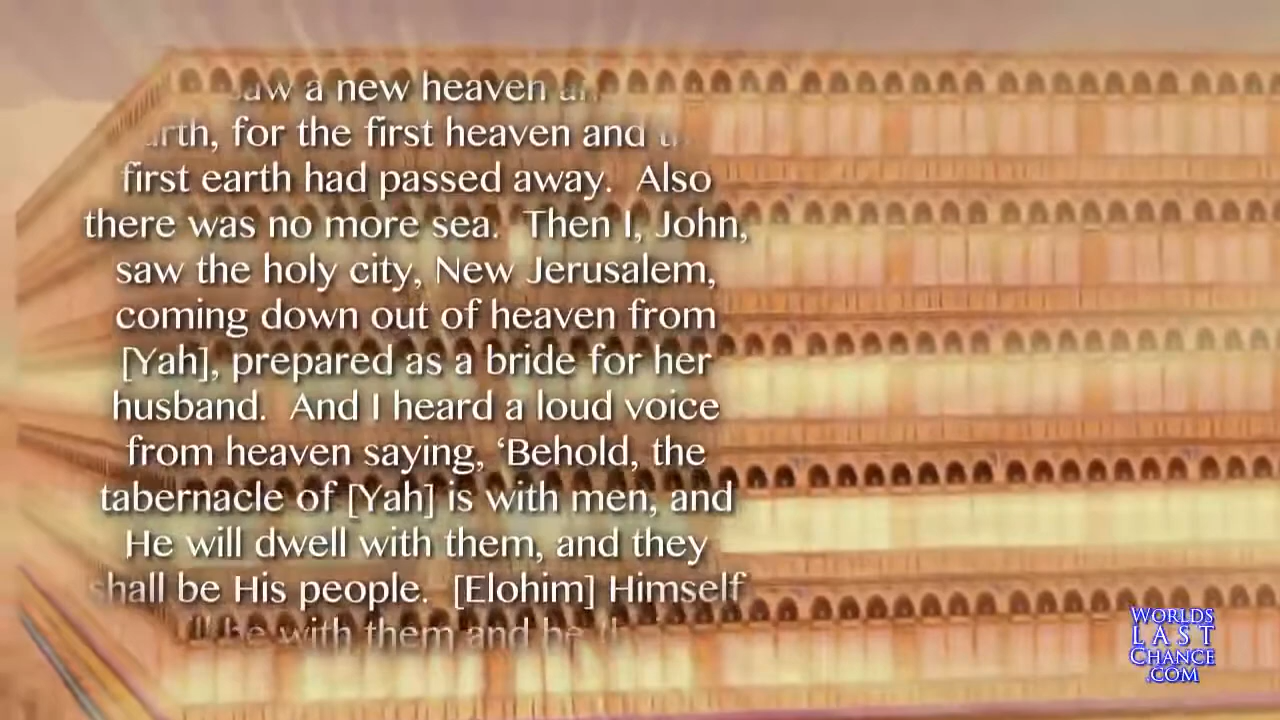 saw a new heaven
for the first heaven and
first earth had passed away. Also
there was no more sea. Then I, John,
saw the holy city, New Jerusalem,
coming down out of heaven from
[Yah], prepared as a bride for her
husband. And I heard a loud voice
from heaven saying, ‘Behold, the
tabernacle of [Yah] is with men, and
He will dwell with them, and they
shall be His people. [Elohim] Himself
be with them and be
WORLDS
LAST
CHANCE
.COM